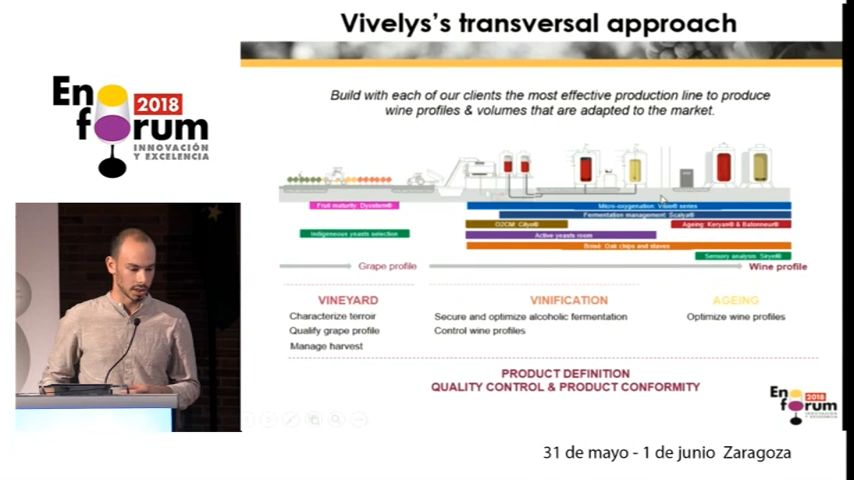 Vivelys's transversal approach
En
2018
forum
INNOVACIÓN
Y EXCELENCIA
Build with each of our clients the most effective production line to produce
wine profiles & volumes that are adapted to the market.
Fruit maturity: Dyostem®
Indigenous yeasts selection
Micro-oxygenation: Visio® series
Fermentation management: Scalya®
O2CM: Cilyo®
Ageing: Keryan® & Batonneur®
Active yeasts room
Boisé: Oak chips and staves
Sensory analysis: Siryel®
Grape profile
Wine profile
VINEYARD
Characterize terroir
Qualify grape profile
Manage harvest
VINIFICATION
Secure and optimize alcoholic fermentation
Control wine profiles
AGEING
Optimize wine profiles
PRODUCT DEFINITION
QUALITY CONTROL & PRODUCT CONFORMITY
En
2018
forum
31 de mayo - 1 de junio Zaragoza